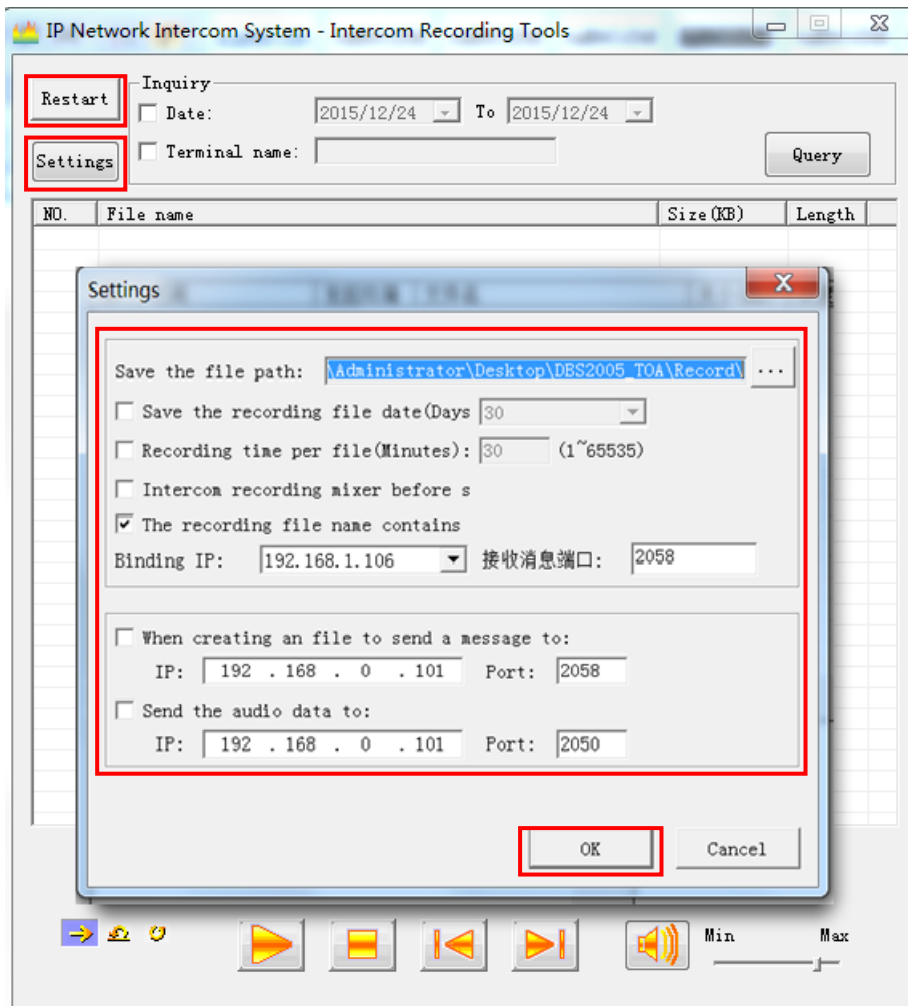 IP Network Intercom System - Intercom Recording Tools
Restart
Inquiry
Date: 2015/12/24 To 2015/12/24
Settings
Terminal name:
Query
NO. File name Size(KB) Length
Settings
Save the file path: \Administrator\Desktop\DBS2005_TOA\Record\ ...
Save the recording file date(Days 30
Recording time per file(Minutes): 30 (1~65535)
Intercom recording mixer before s
The recording file name contains
Binding IP: 192.168.1.106 接收消息端口: 2058
When creating an file to send a message to:
IP: 192 . 168 . 0 . 101 Port: 2058
Send the audio data to:
IP: 192 . 168 . 0 . 101 Port: 2050
OK Cancel
Min Max